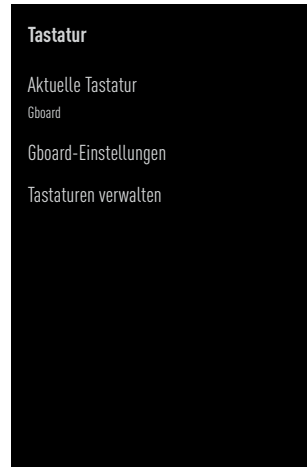 Tastatur
Aktuelle Tastatur
Gboard
Gboard-Einstellungen
Tastaturen verwalten